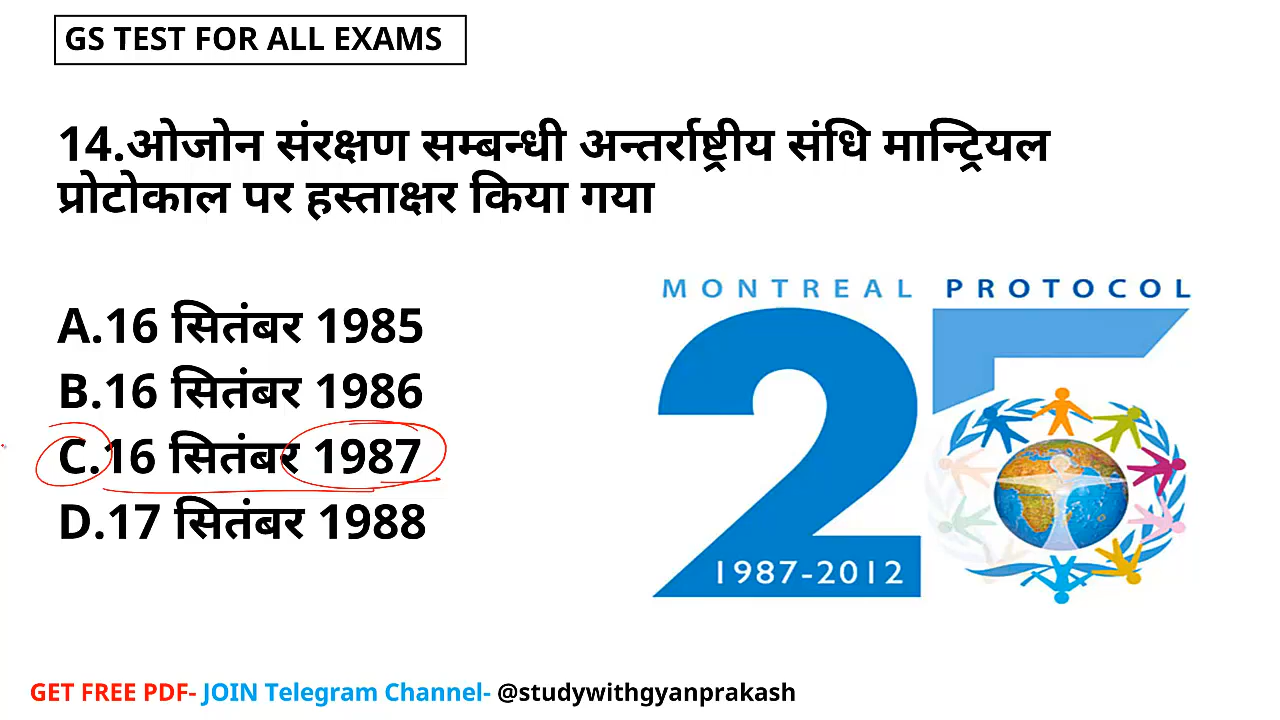 GS TEST FOR ALL EXAMS
14.ओजोन संरक्षण सम्बन्धी अन्तर्राष्ट्रीय संधि मान्ट्रियल
प्रोटोकाल पर हस्ताक्षर किया गया
A.16 सितंबर 1985
B.16 सितंबर 1986
C.16 सितंबर 1987
D.17 सितंबर 1988
MONTREAL PROTOCOL
25
1987-2012
GET FREE PDF- JOIN Telegram Channel- @studywithgyanprakash